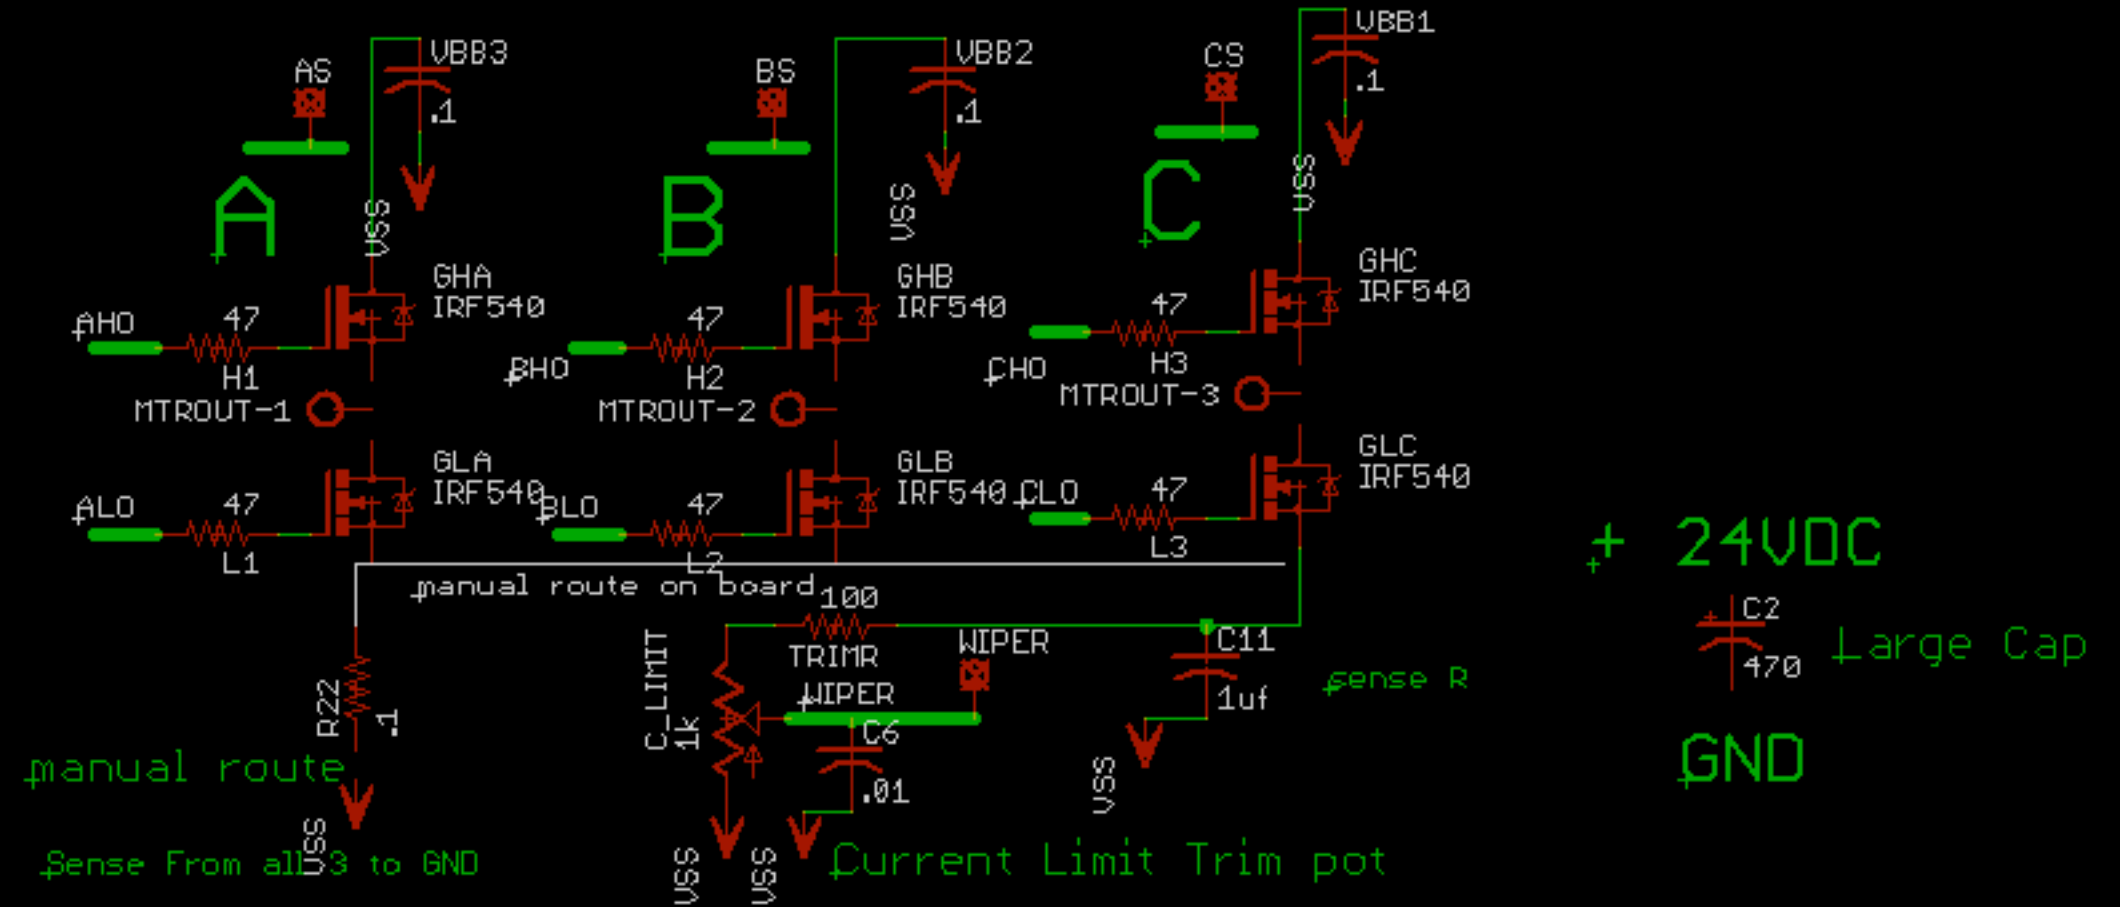 VBB1
VBB3
VBB2
CS
AS
BS
.1
.1
.1
VSS
VSS
VSS
A
B
C
GHA
IRF540
GHB
IRF540
GHC
IRF540
AHO
47
H1
BHO
47
H2
CHO
47
H3
MTROUT-1
MTROUT-2
MTROUT-3
GLA
IRF540
GLB
IRF540
GLC
IRF540
ALO
47
L1
BLO
47
L2
CLO
47
L3
manual route on board
100
TRIMR
WIPER
WIPER
C_LIMIT
1k
C6
.01
C11
1uf
sense R
+ 24VDC
C2
470
Large Cap
GND
R22
.1
manual route
VSS
VSS
VSS
VSS
Sense From all 3 to GND
Current Limit Trim pot